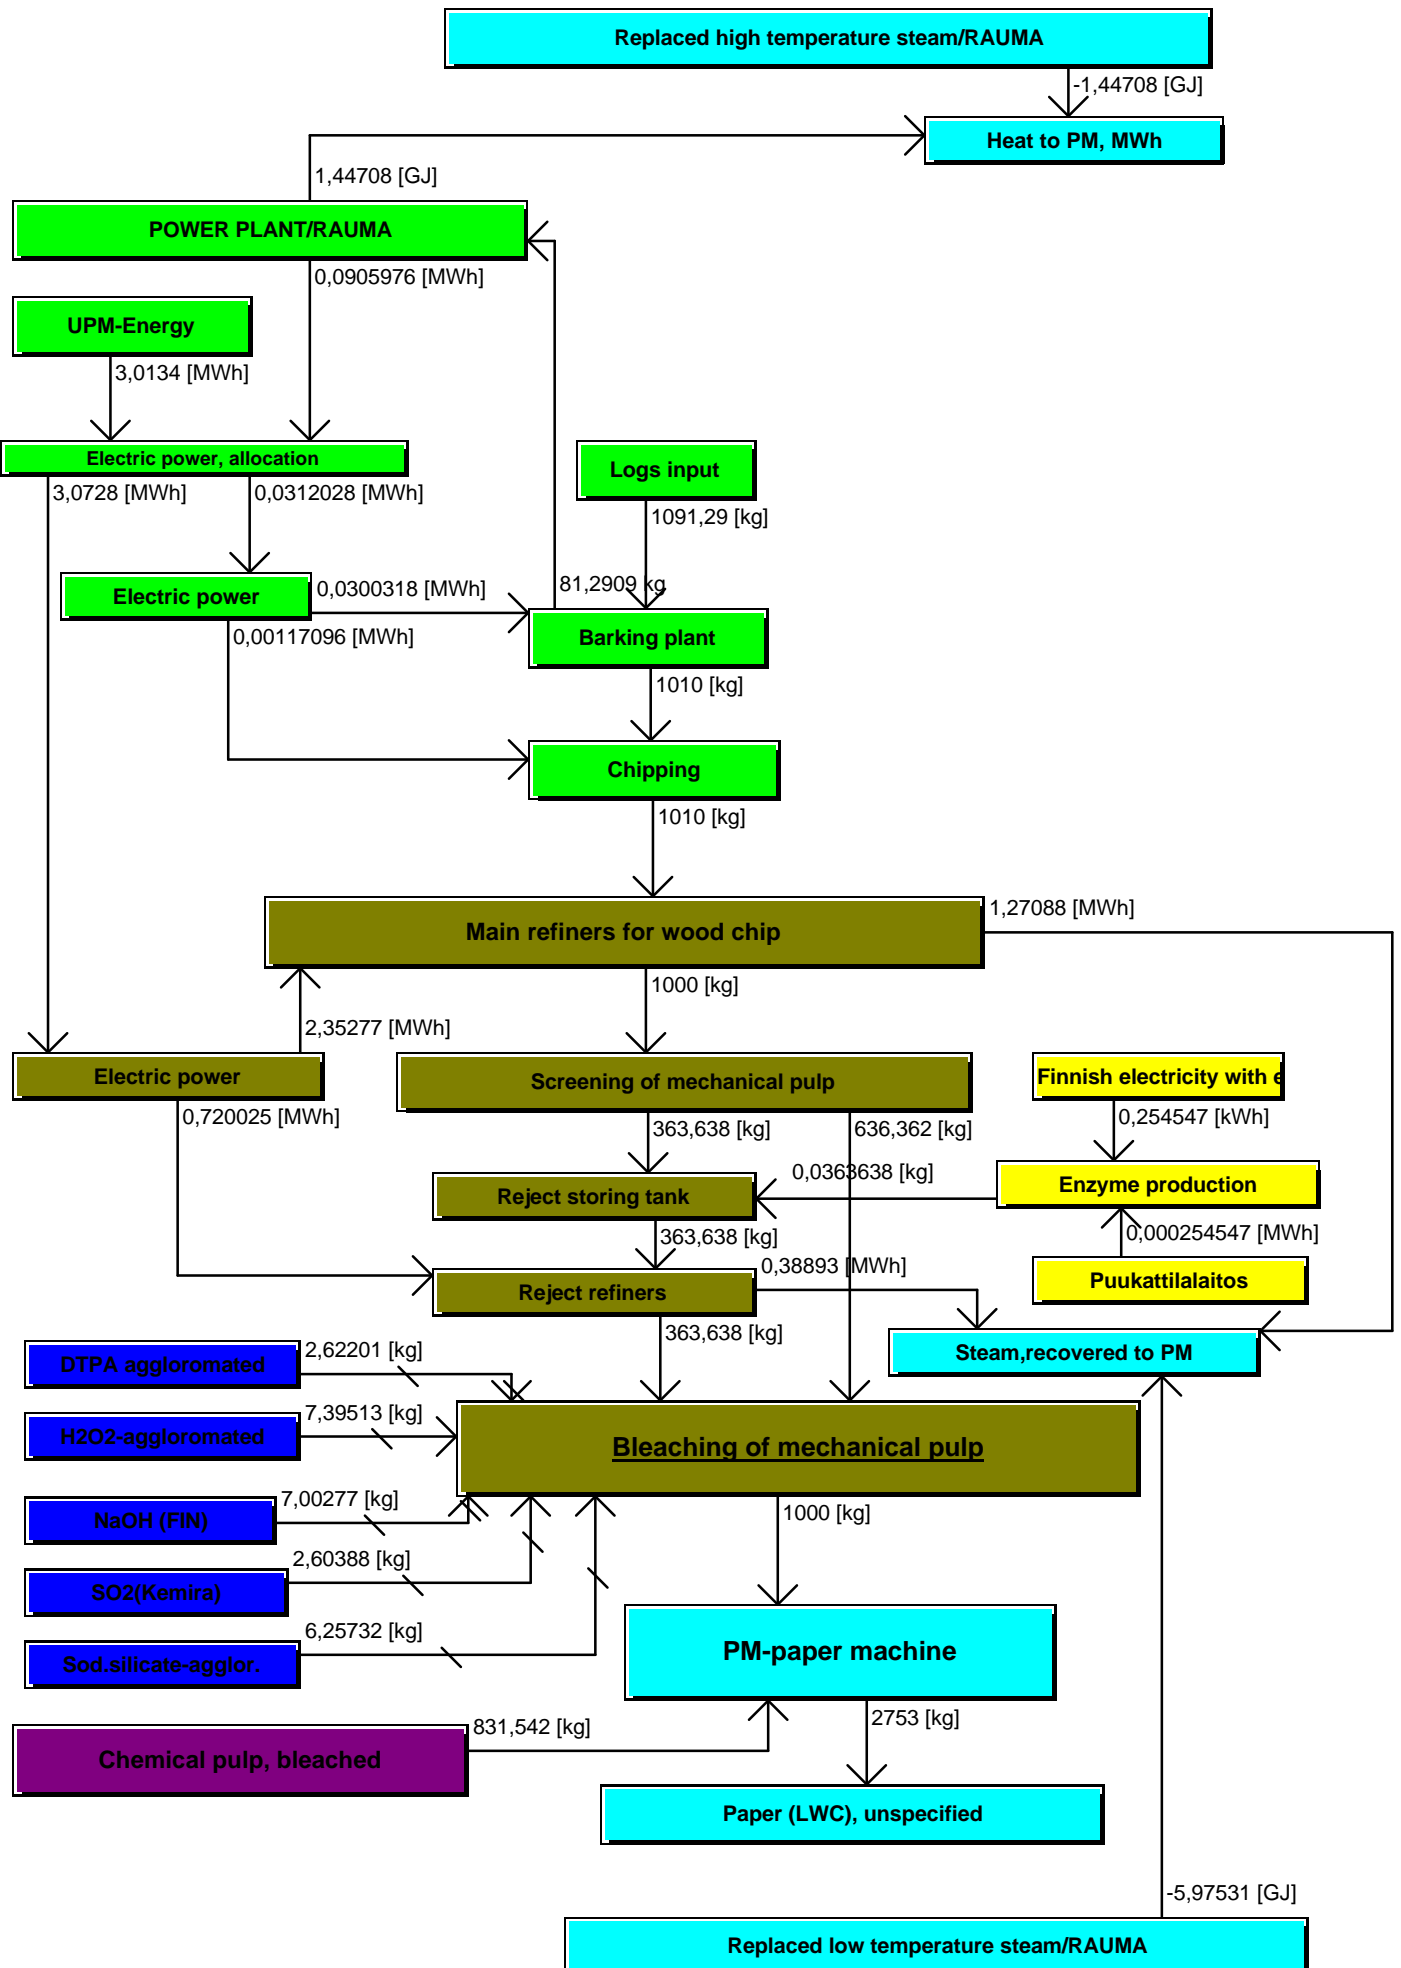 Replaced high temperature steam/RAUMA
-1,44708 [GJ]
Heat to PM, MWh
1,44708 [GJ]
POWER PLANT/RAUMA
0,0905976 [MWh]
UPM-Energy
3,0134 [MWh]
Electric power, allocation
Logs input
3,0728 [MWh]
0,0312028 [MWh]
1091,29 [kg]
Electric power
0,0300318 [MWh]
81,2909 kg
0,00117096 [MWh]
Barking plant
1010 [kg]
Chipping
1010 [kg]
1,27088 [MWh]
Main refiners for wood chip
1000 [kg]
2,35277 [MWh]
Electric power
Screening of mechanical pulp
Finnish electricity with e
0,720025 [MWh]
363,638 [kg]
636,362 [kg]
0,254547 [kWh]
0,0363638 [kg]
Reject storing tank
Enzyme production
363,638 [kg]
0,000254547 [MWh]
0,38893 [MWh]
Reject refiners
Puukattilalaitos
363,638 [kg]
2,62201 [kg]
DTPA aggloromated
Steam,recovered to PM
7,39513 [kg]
H2O2-aggloromated
Bleaching of mechanical pulp
7,00277 [kg]
NaOH (FIN)
1000 [kg]
2,60388 [kg]
SO2(Kemira)
6,25732 [kg]
Sod.silicate-agglor.
PM-paper machine
831,542 [kg]
2753 [kg]
Chemical pulp, bleached
Paper (LWC), unspecified
-5,97531 [GJ]
Replaced low temperature steam/RAUMA